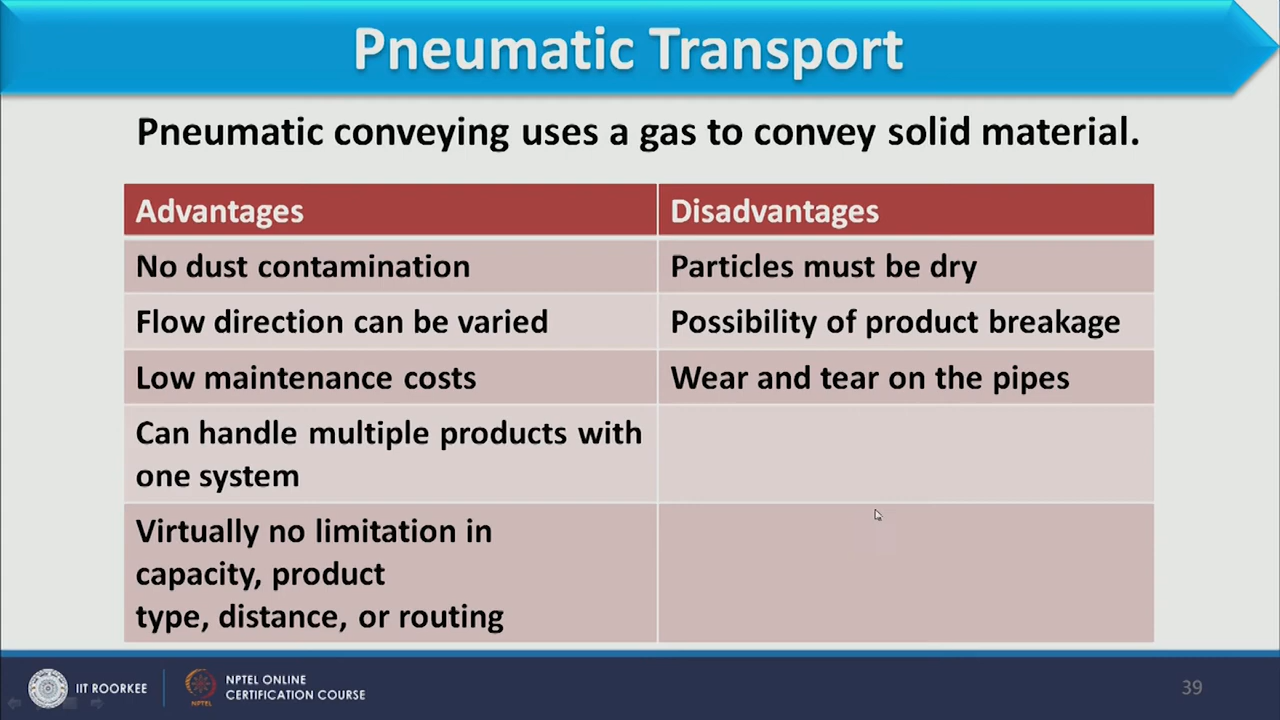 Pneumatic Transport
Pneumatic conveying uses a gas to convey solid material.
Advantages
Disadvantages
No dust contamination
Particles must be dry
Flow direction can be varied
Possibility of product breakage
Low maintenance costs
Wear and tear on the pipes
Can handle multiple products with
one system
Virtually no limitation in
capacity, product
type, distance, or routing
IIT ROORKEE
NPTEL
NPTEL ONLINE
CERTIFICATION COURSE
39